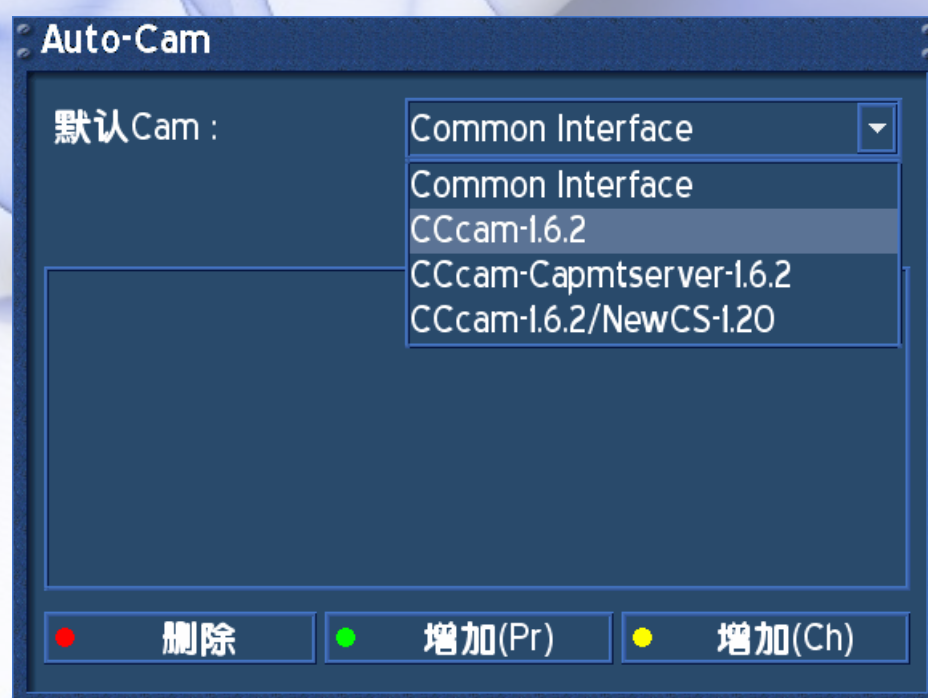 Auto-Cam
默认Cam :
Common Interface
Common Interface
CCcam-1.6.2
CCcam-Capmtserver-1.6.2
CCcam-1.6.2/NewCS-1.20
删除
增加(Pr)
增加(Ch)